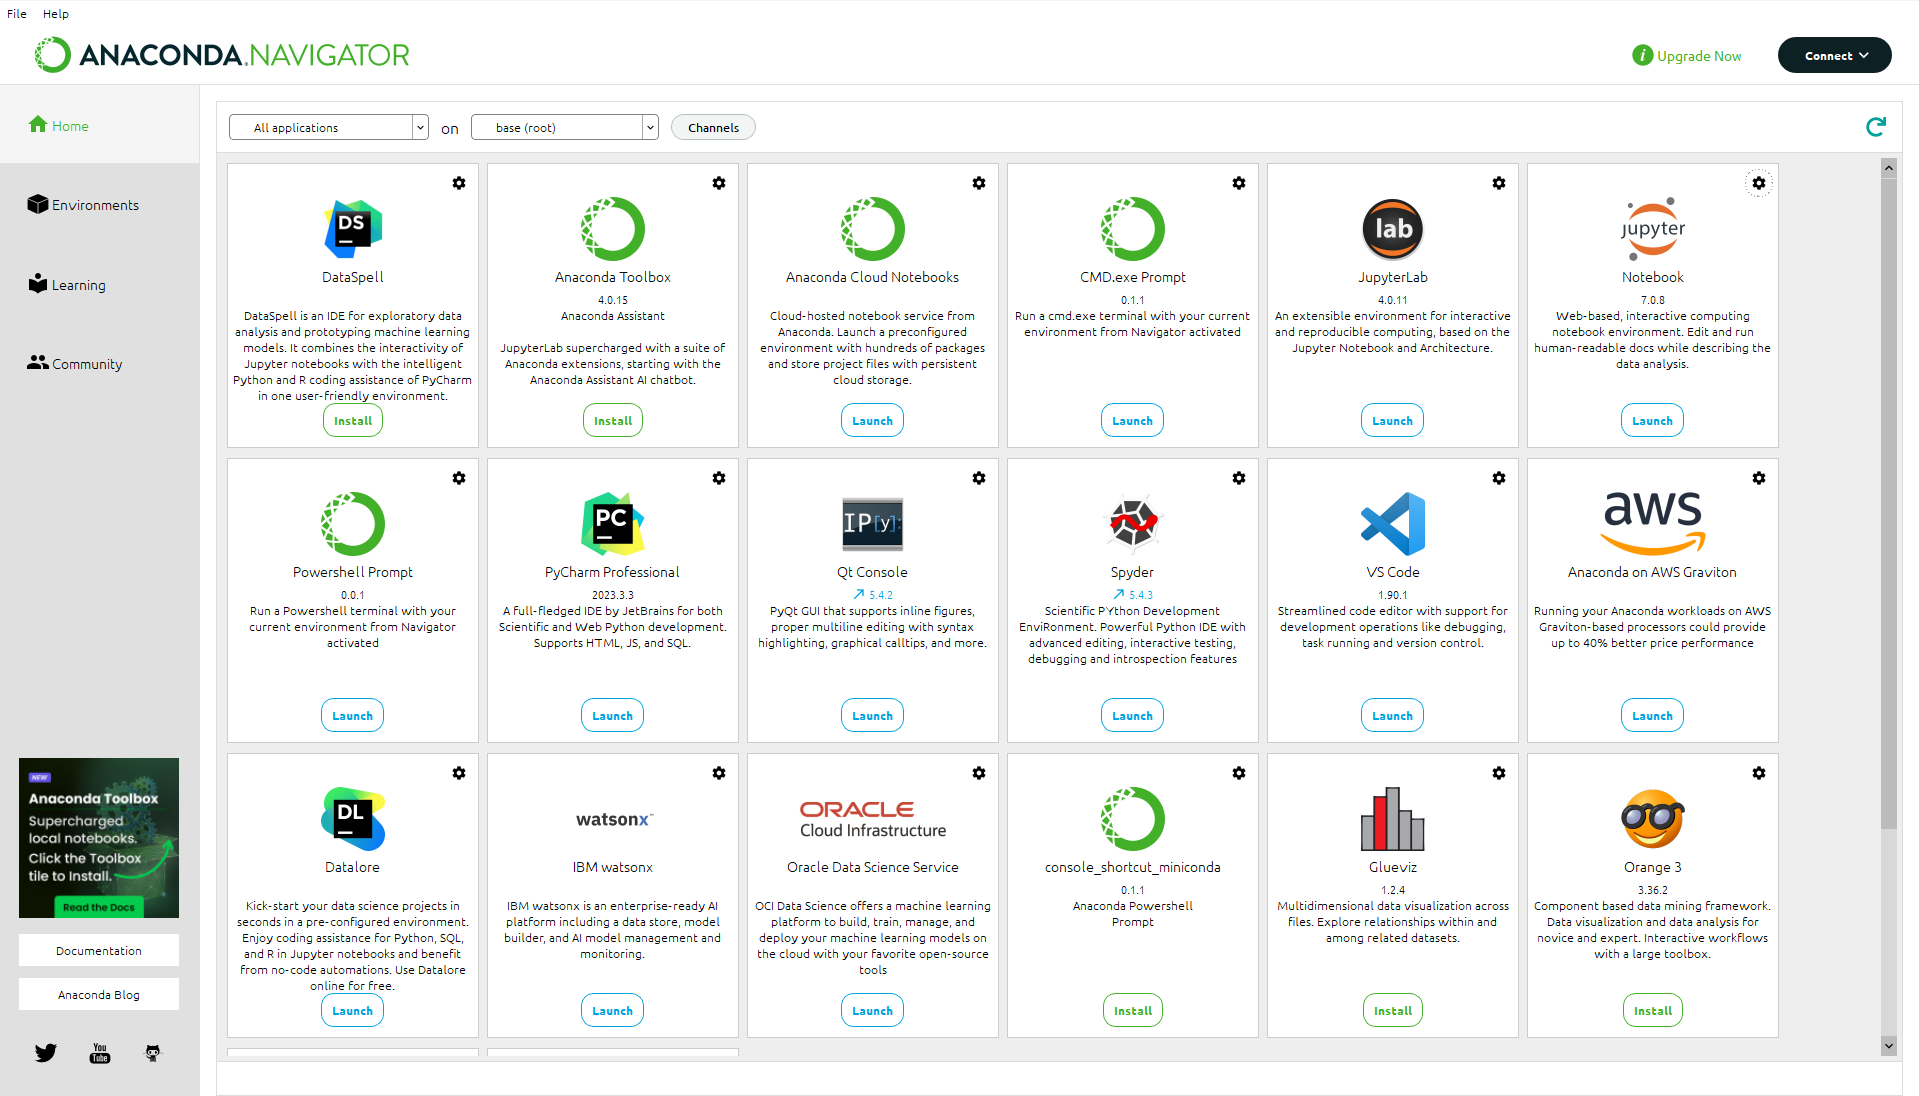 File Help
ANACONDA.NAVIGATOR
Upgrade Now
Connect
Home
Environments
Learning
Community
All applications
on
base (root)
Channels
DS
DataSpell
DataSpell is an IDE for exploratory data
analysis and prototyping machine learning
models. It combines the interactivity of
Jupyter notebooks with the intelligent
Python and R coding assistance of PyCharm
in one user-friendly environment.
Install
Anaconda Toolbox
4.0.15
Anaconda Assistant
JupyterLab supercharged with a suite of
Anaconda extensions, starting with the
Anaconda Assistant AI chatbot.
Install
Anaconda Cloud Notebooks
Cloud-hosted notebook service from
Anaconda. Launch a preconfigured
environment with hundreds of packages
and store project files with persistent
cloud storage.
Launch
CMD.exe Prompt
0.1.1
Run a cmd.exe terminal with your current
environment from Navigator activated
Launch
lab
JupyterLab
4.0.11
An extensible environment for interactive
and reproducible computing, based on the
Jupyter Notebook and Architecture.
Launch
jupyter
Notebook
7.0.8
Web-based, interactive computing
notebook environment. Edit and run
human-readable docs while describing the
data analysis.
Launch
Powershell Prompt
0.0.1
Run a Powershell terminal with your
current environment from Navigator
activated
Launch
PC
PyCharm Professional
2023.3.3
A full-fledged IDE by JetBrains for both
Scientific and Web Python development.
Supports HTML, JS, and SQL.
Launch
IP[y]:
Qt Console
5.4.2
PyQt GUI that supports inline figures,
proper multiline editing with syntax
highlighting, graphical calltips, and more.
Launch
Spyder
5.4.3
Scientific PYthon Development
EnviRonment. Powerful Python IDE with
advanced editing, interactive testing,
debugging and introspection features
Launch
VS Code
1.90.1
Streamlined code editor with support for
development operations like debugging,
task running and version control.
Launch
aws
Anaconda on AWS Graviton
Running your Anaconda workloads on AWS
Graviton-based processors could provide
up to 40% better price performance
Launch
DL
Datalore
Kick-start your data science projects in
seconds in a pre-configured environment.
Enjoy coding assistance for Python, SQL,
and R in Jupyter notebooks and benefit
from no-code automations. Use Datalore
online for free.
Launch
watsonx
IBM watsonx
IBM watsonx is an enterprise-ready AI
platform including a data store, model
builder, and AI model management and
monitoring.
Launch
ORACLE
Cloud Infrastructure
Oracle Data Science Service
OCI Data Science offers a machine learning
platform to build, train, manage, and
deploy your machine learning models on
the cloud with your favorite open-source
tools
Launch
console_shortcut_miniconda
0.1.1
Anaconda Powershell
Prompt
Install
Glueviz
1.2.4
Multidimensional data visualization across
files. Explore relationships within and
among related datasets.
Install
Orange 3
3.36.2
Component based data mining framework.
Data visualization and data analysis for
novice and expert. Interactive workflows
with a large toolbox.
Install
NEW
Anaconda Toolbox
Supercharged
local notebooks.
Click the Toolbox
tile to Install.
Read the Docs
Documentation
Anaconda Blog
You
Tube